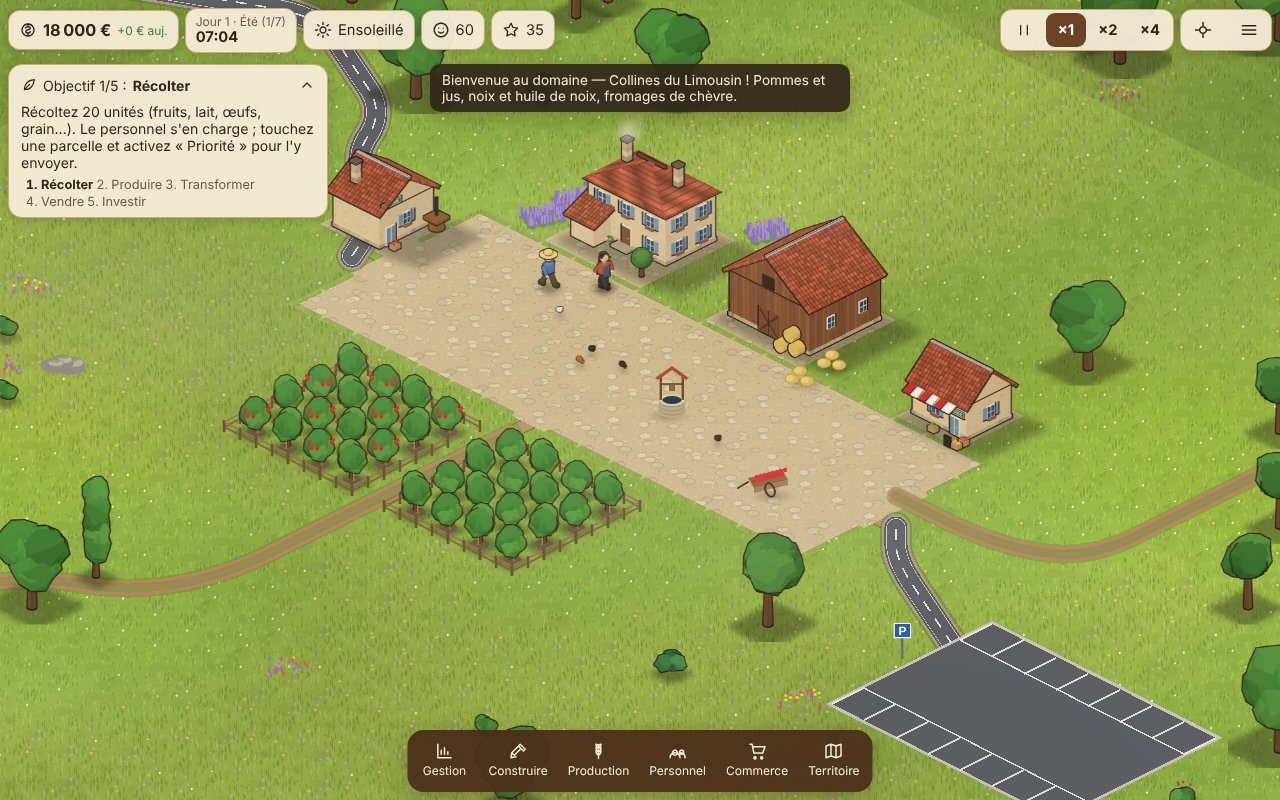 18 000 € +0 € auj.
Jour 1 · Été (1/7)
07:04
Ensoleillé
60
35
×1
×2
×4
Objectif 1/5 : Récolter
Récoltez 20 unités (fruits, lait, œufs,
grain...). Le personnel s'en charge ; touchez
une parcelle et activez « Priorité » pour l'y
envoyer.
1. Récolter 2. Produire 3. Transformer
4. Vendre 5. Investir
Bienvenue au domaine — Collines du Limousin ! Pommes et
jus, noix et huile de noix, fromages de chèvre.
P
Gestion
Construire
Production
Personnel
Commerce
Territoire